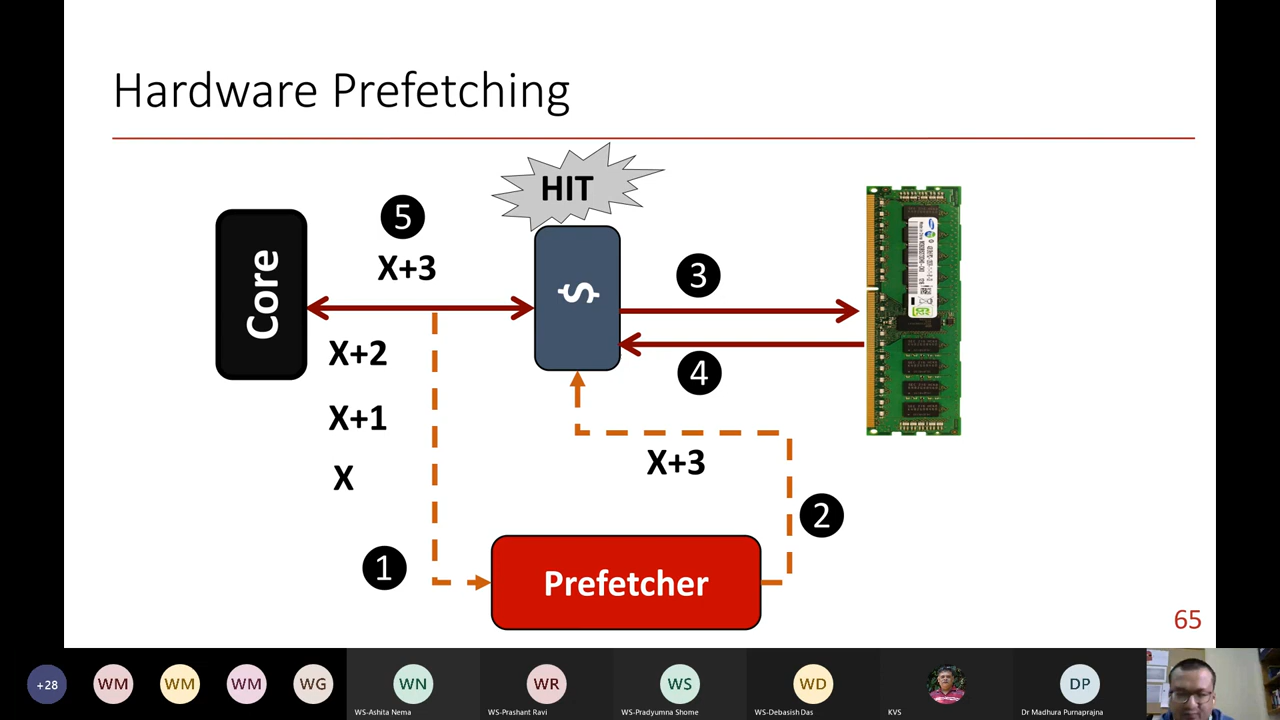 Hardware Prefetching
HIT
5
X+3
Core
$
3
X+2
4
X+1
X+3
X
2
1
Prefetcher
65
+28
WM
WM
WM
WG
WN
WR
WS
WD
DP
WS-Ashita Nema
WS-Prashant Ravi
WS-Pradyumna Shome
WS-Debasish Das
KVS
Dr Madhura Purnaprajna